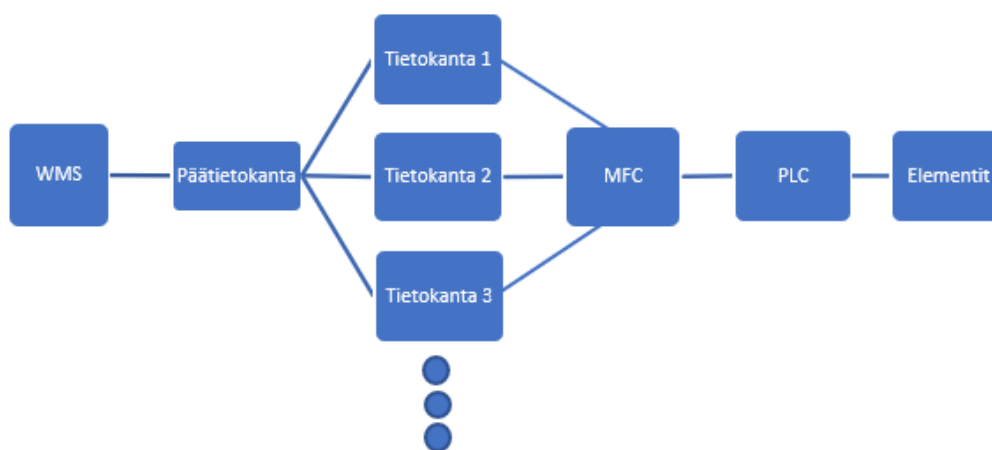 WMS
Päätietokanta
Tietokanta 1
Tietokanta 2
Tietokanta 3
MFC
PLC
Elementit